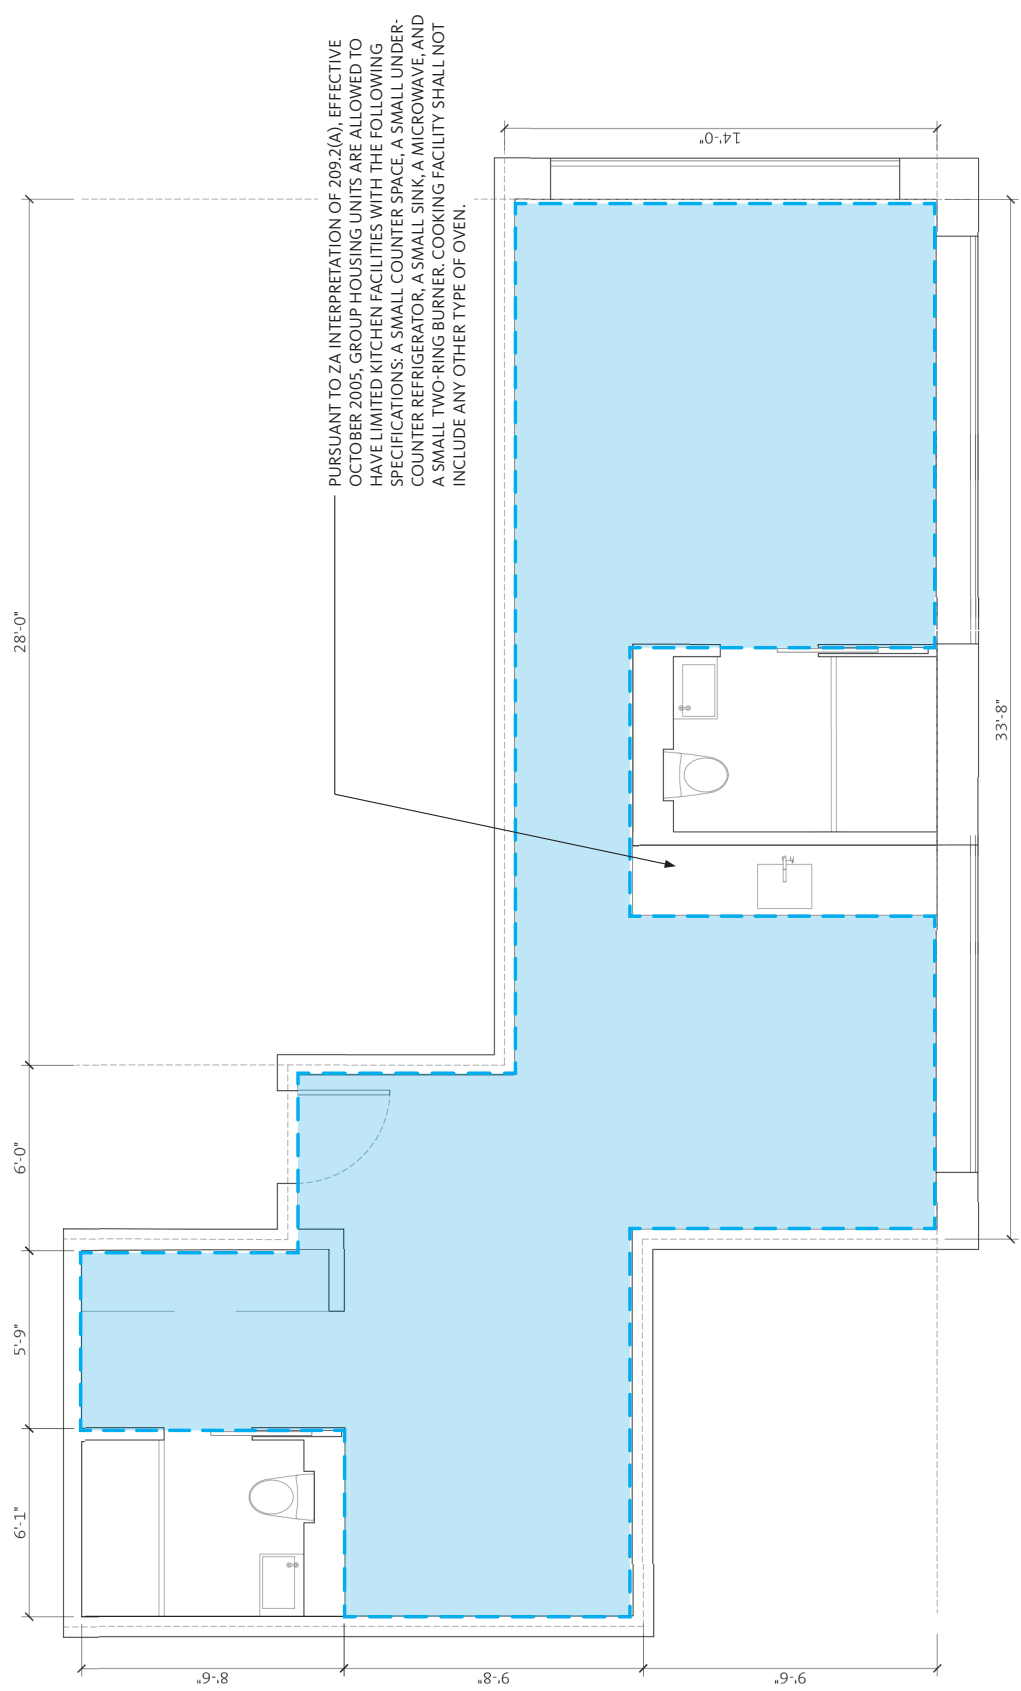 PURSUANT TO ZA INTERPRETATION OF 209.2(A), EFFECTIVE
OCTOBER 2005, GROUP HOUSING UNITS ARE ALLOWED TO
HAVE LIMITED KITCHEN FACILITIES WITH THE FOLLOWING
SPECIFICATIONS: A SMALL COUNTER SPACE, A SMALL UNDER-
COUNTER REFRIGERATOR, A SMALL SINK, A MICROWAVE, AND
A SMALL TWO-RING BURNER. COOKING FACILITY SHALL NOT
INCLUDE ANY OTHER TYPE OF OVEN.
14'-0"
28'-0"
33'-8"
6'-0"
5'-9"
6'-1"
8'-6"
9'-8"
9'-6"